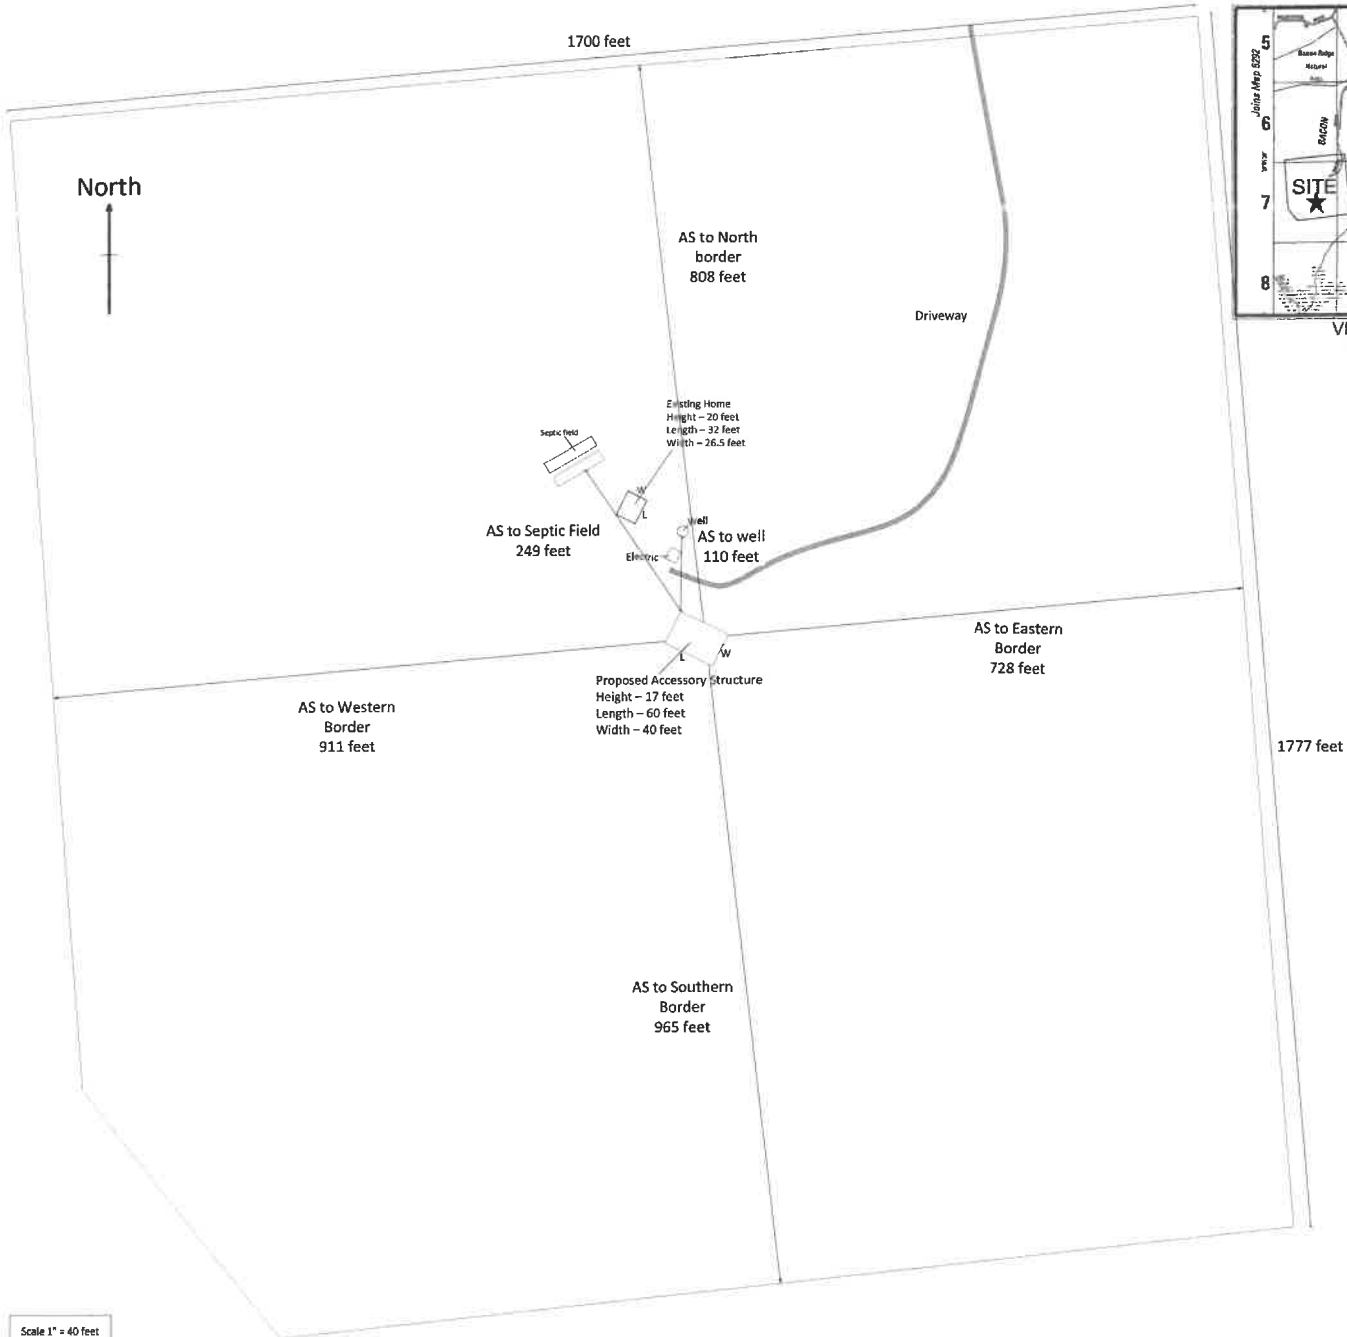 1700 feet
North
AS to North
border
808 feet
Driveway
Joins Map 5292
5
6
7
8
BACON
SITE
Existing Home
Height – 20 feet
Length – 32 feet
Width – 26.5 feet
Septic field
W
L
Well
AS to Septic Field
249 feet
AS to well
110 feet
Electric
AS to Eastern
Border
728 feet
L
W
Proposed Accessory Structure
Height – 17 feet
Length – 60 feet
Width – 40 feet
AS to Western
Border
911 feet
1777 feet
AS to Southern
Border
965 feet
Scale 1" = 40 feet